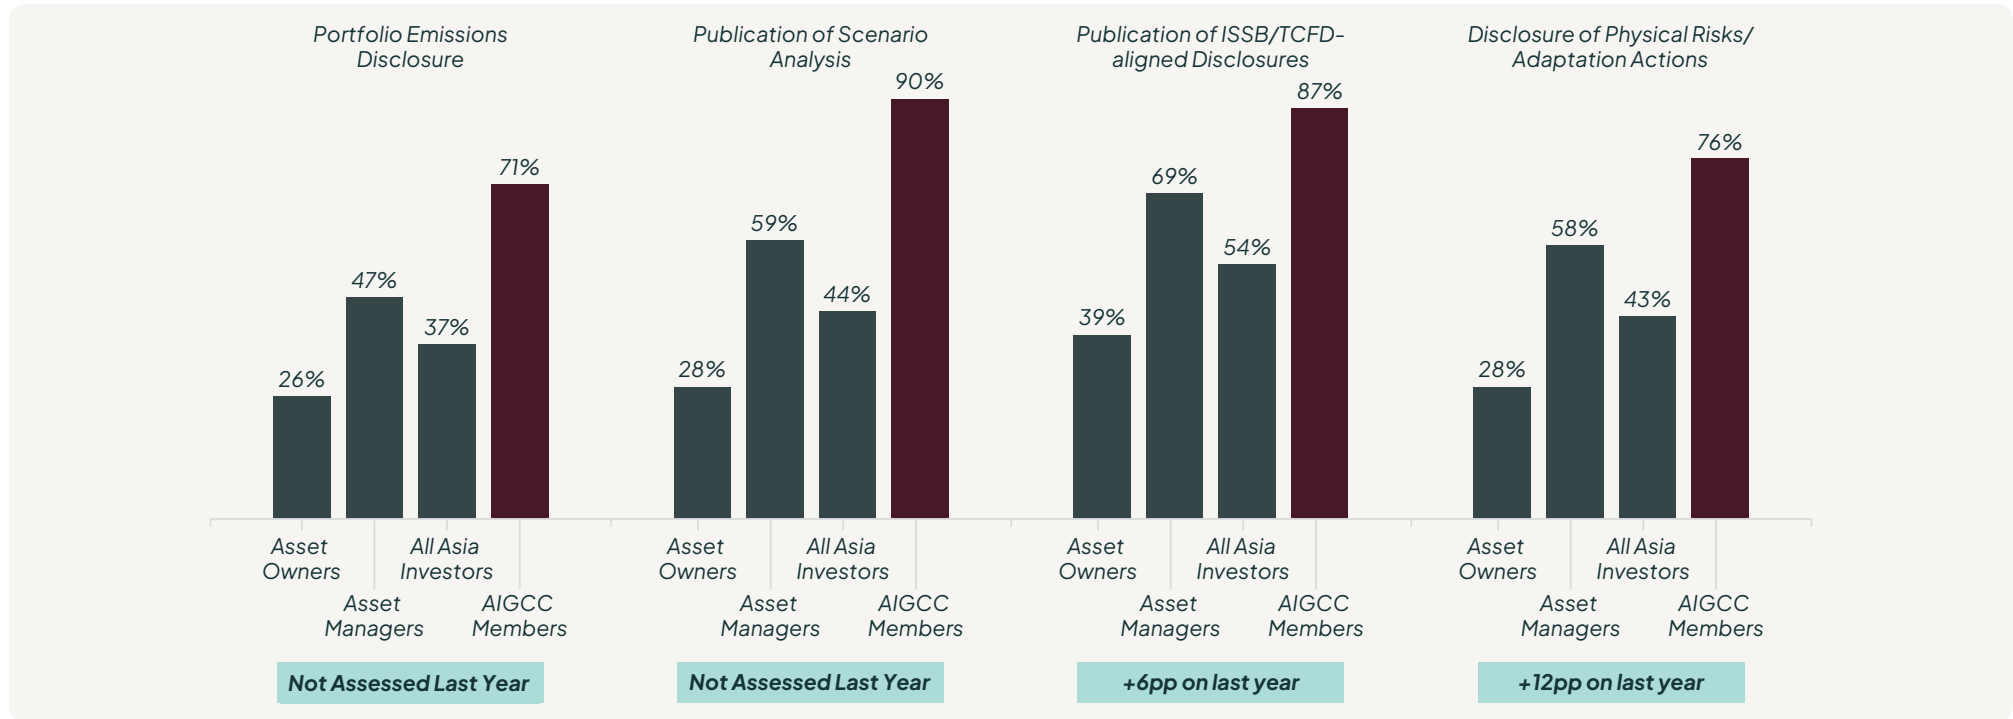 Portfolio Emissions
Disclosure
71%
47%
37%
26%
Asset
Owners
Asset
Managers
All Asia
Investors
AIGCC
Members
Not Assessed Last Year
Publication of Scenario
Analysis
90%
59%
44%
28%
Asset
Owners
Asset
Managers
All Asia
Investors
AIGCC
Members
Not Assessed Last Year
Publication of ISSB/TCFD-
aligned Disclosures
87%
69%
54%
39%
Asset
Owners
Asset
Managers
All Asia
Investors
AIGCC
Members
+6pp on last year
Disclosure of Physical Risks/
Adaptation Actions
76%
58%
43%
28%
Asset
Owners
Asset
Managers
All Asia
Investors
AIGCC
Members
+12pp on last year